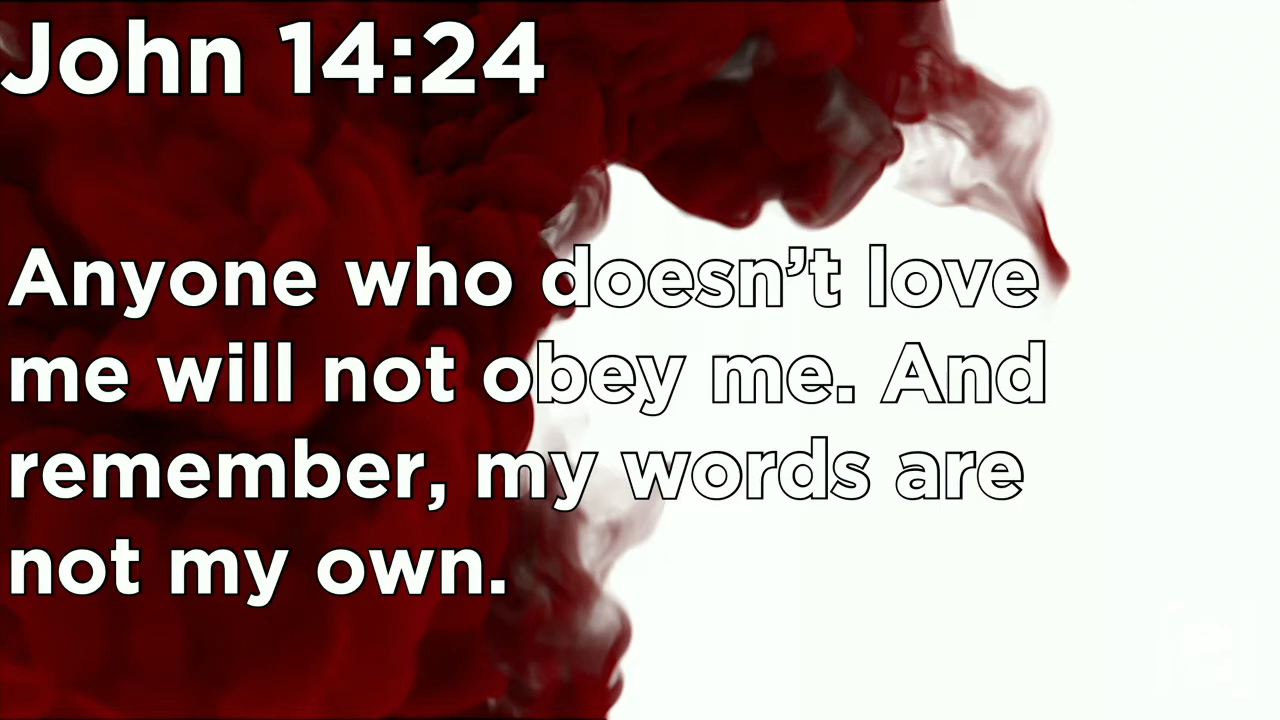 John 14:24
Anyone who doesn’t love
me will not obey me. And
remember, my words are
not my own.